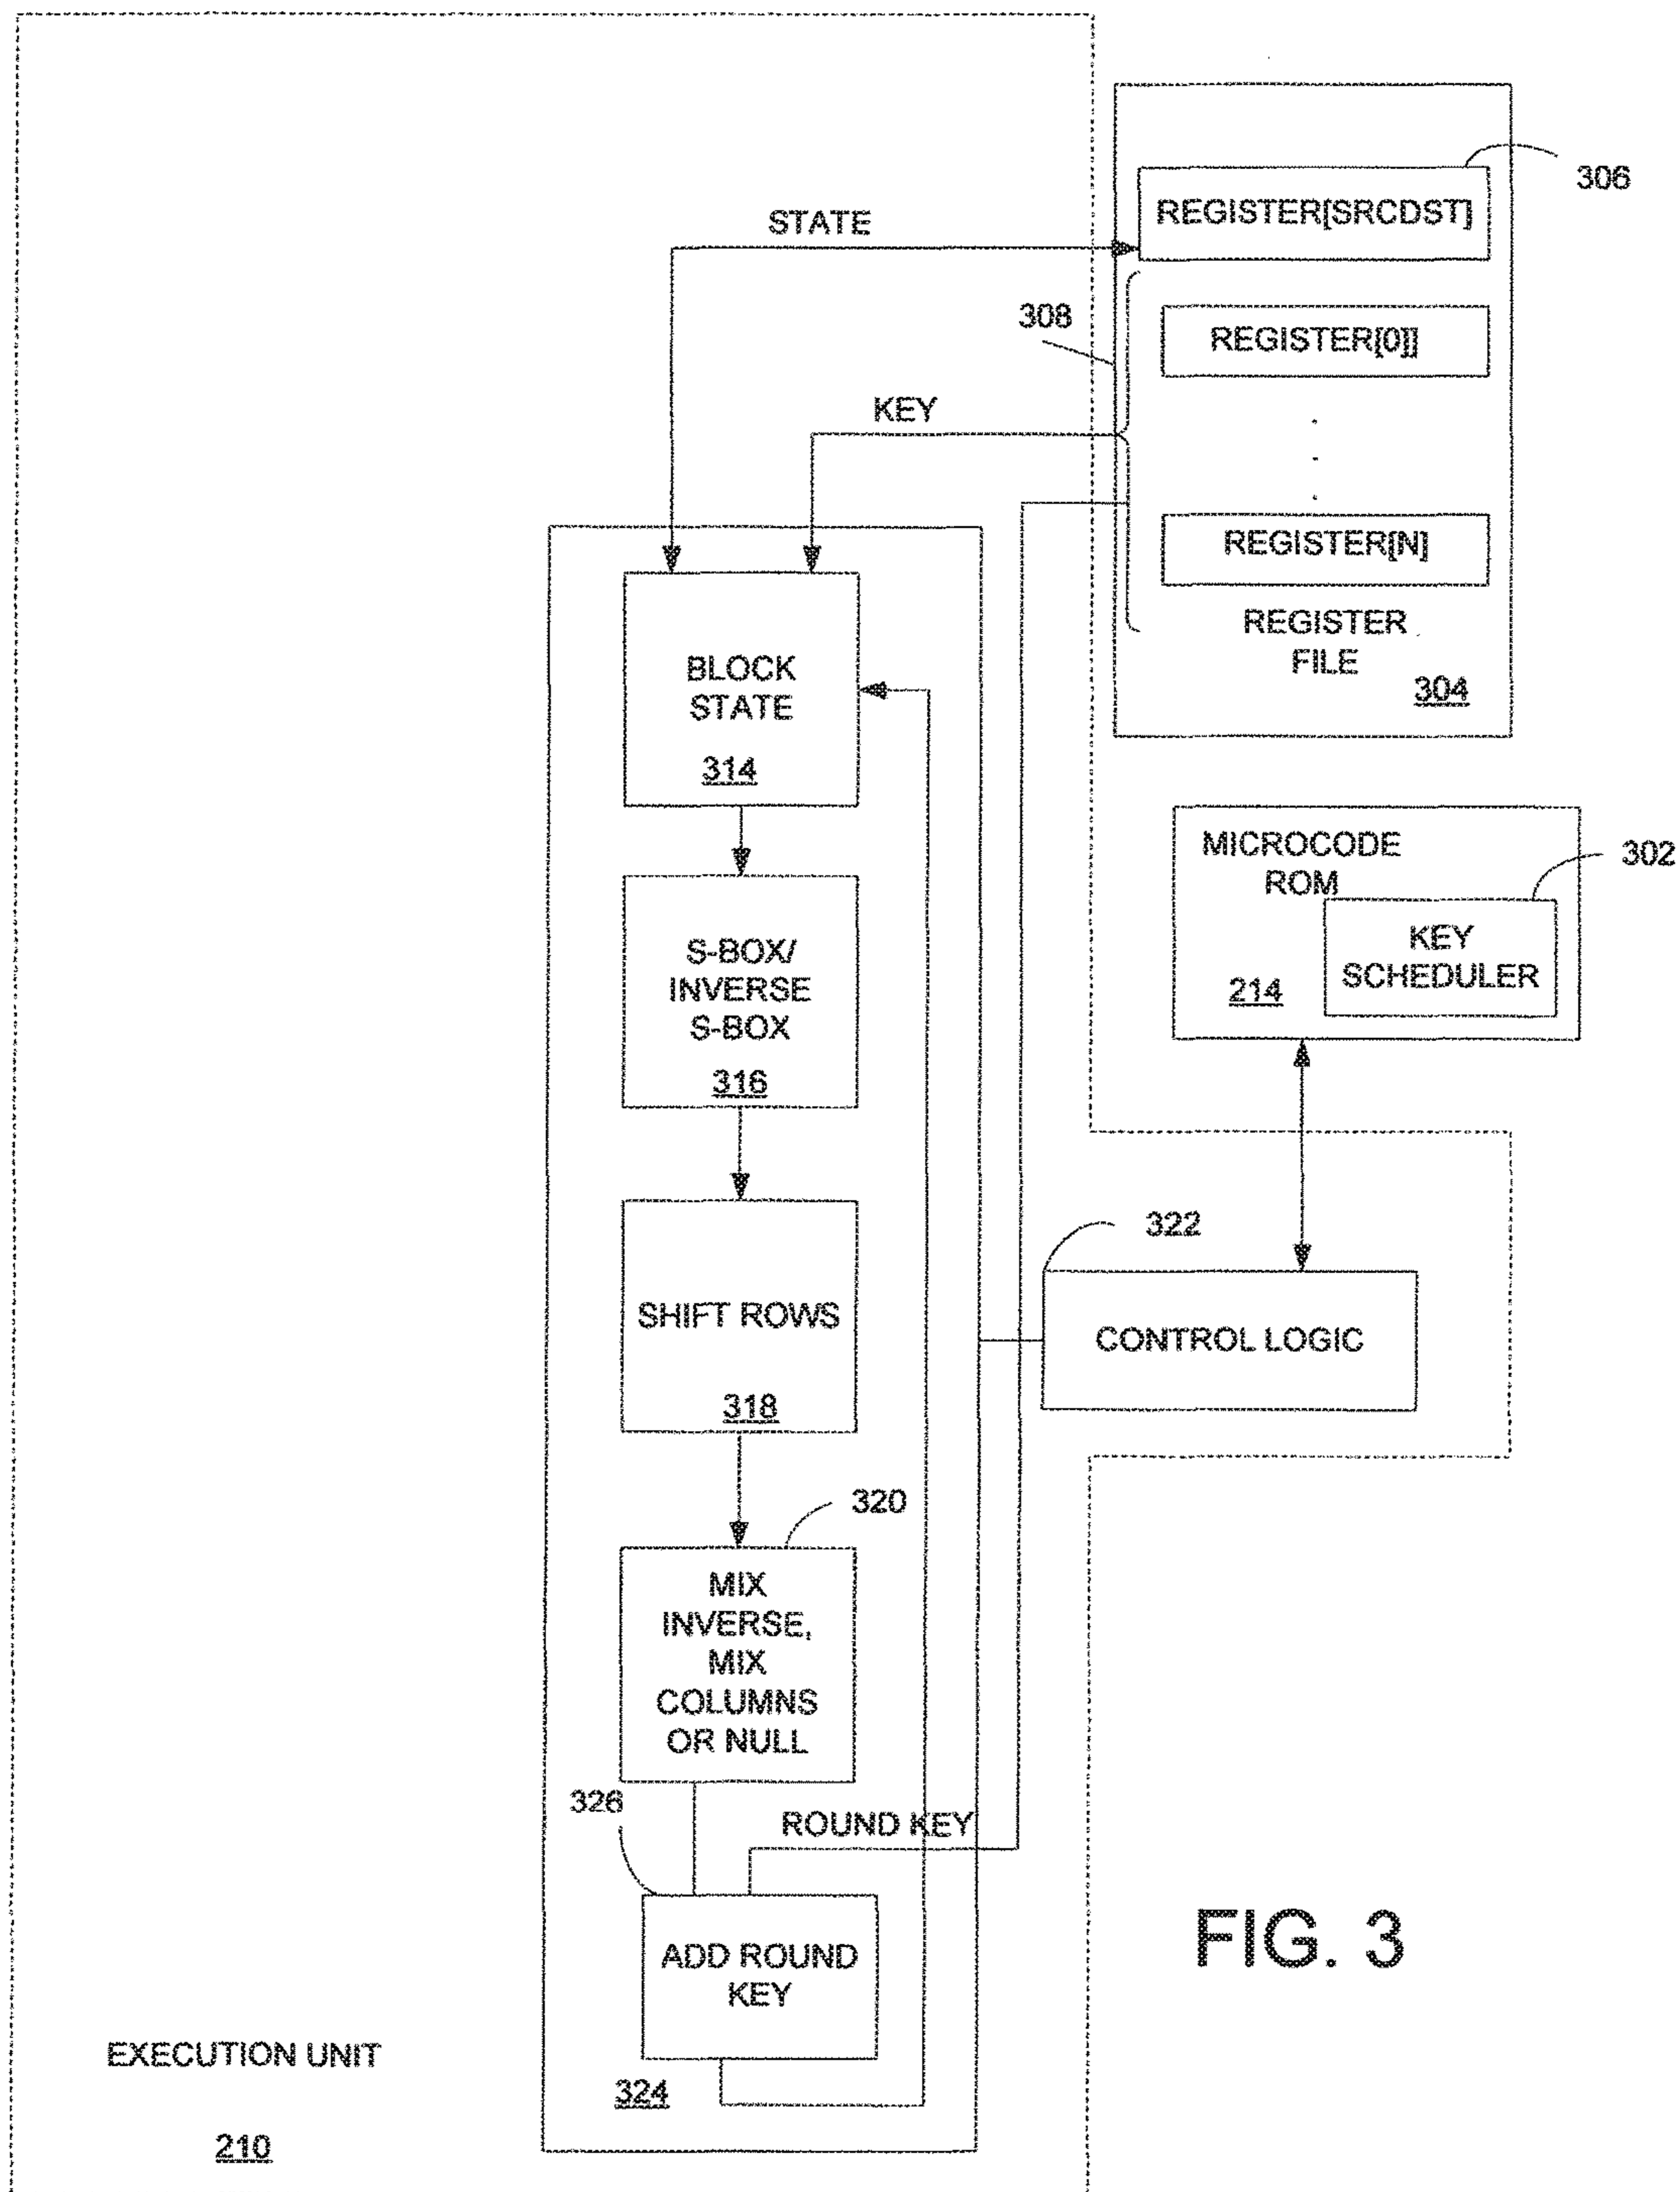 306
REGISTER[SRCDST]
STATE
308
REGISTER[0]]
KEY
.
.
.
REGISTER[N]
REGISTER
FILE
304
BLOCK
STATE
314
MICROCODE
ROM
302
KEY
SCHEDULER
214
S-BOX/
INVERSE
S-BOX
316
322
SHIFT ROWS
318
CONTROL LOGIC
320
MIX
INVERSE,
MIX
COLUMNS
OR NULL
326
ROUND KEY
ADD ROUND
KEY
324
FIG. 3
EXECUTION UNIT
210